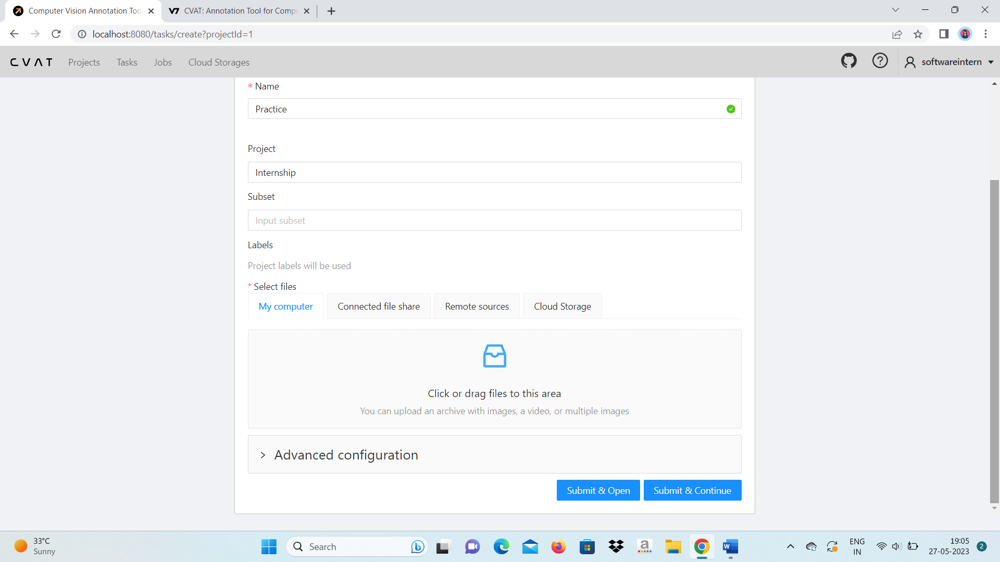 Computer Vision Annotation Too
CVAT: Annotation Tool for Comp
localhost:8080/tasks/create?projectId=1
CVAT
Projects
Tasks
Jobs
Cloud Storages
softwareintern
* Name
Practice
Project
Internship
Subset
Input subset
Labels
Project labels will be used
* Select files
My computer
Connected file share
Remote sources
Cloud Storage
Click or drag files to this area
You can upload an archive with images, a video, or multiple images
> Advanced configuration
Submit & Open
Submit & Continue
33°C
Sunny
Search
ENG
IN
19:05
27-05-2023
2